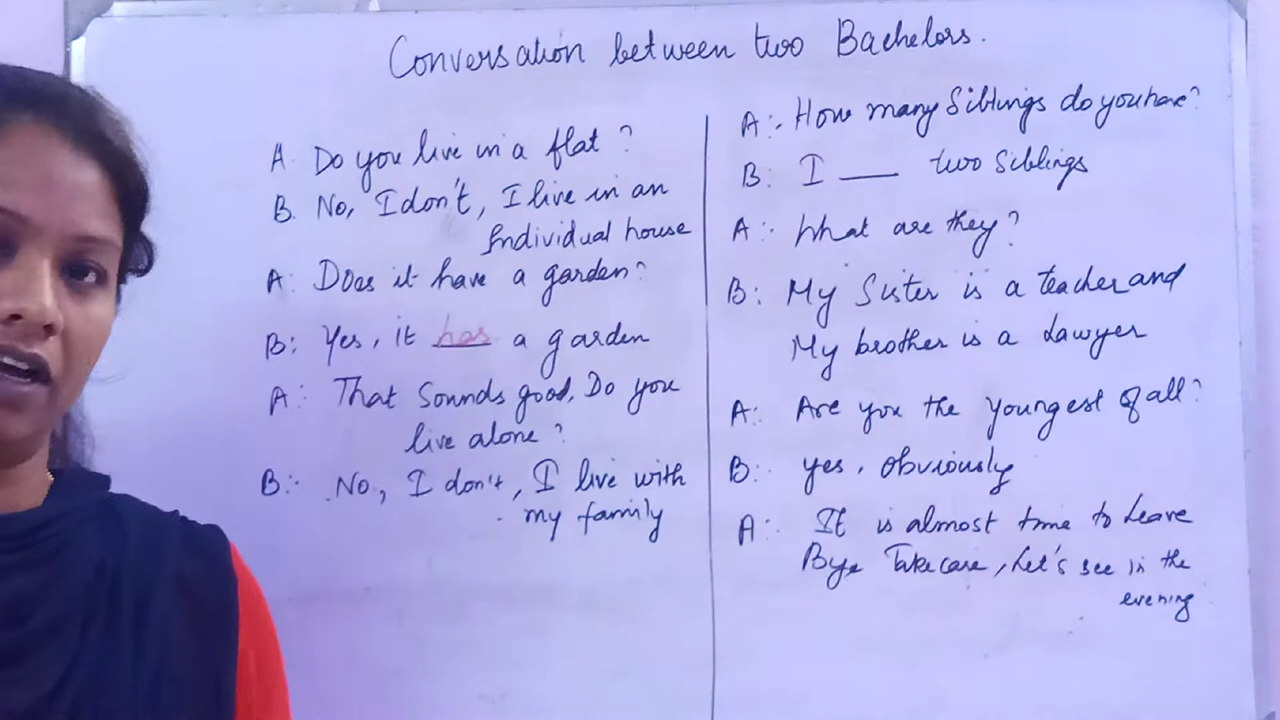 Conversation between two Bachelors.
A. Do you live in a flat?
B. No, I don't, I live in an
Individual house
A: Does it have a garden?
B: Yes, it has a garden
A: That Sounds good, Do you
live alone?
B:- No, I don't, I live with
my family
A:- How many Siblings do you have?
B: I ___ two Siblings
A:- What are they?
B: My Sister is a teacher and
My brother is a Lawyer
A: Are you the youngest of all?
B: yes, obviously
A: It is almost time to Leave
Bye Take care, Let's see in the
evening